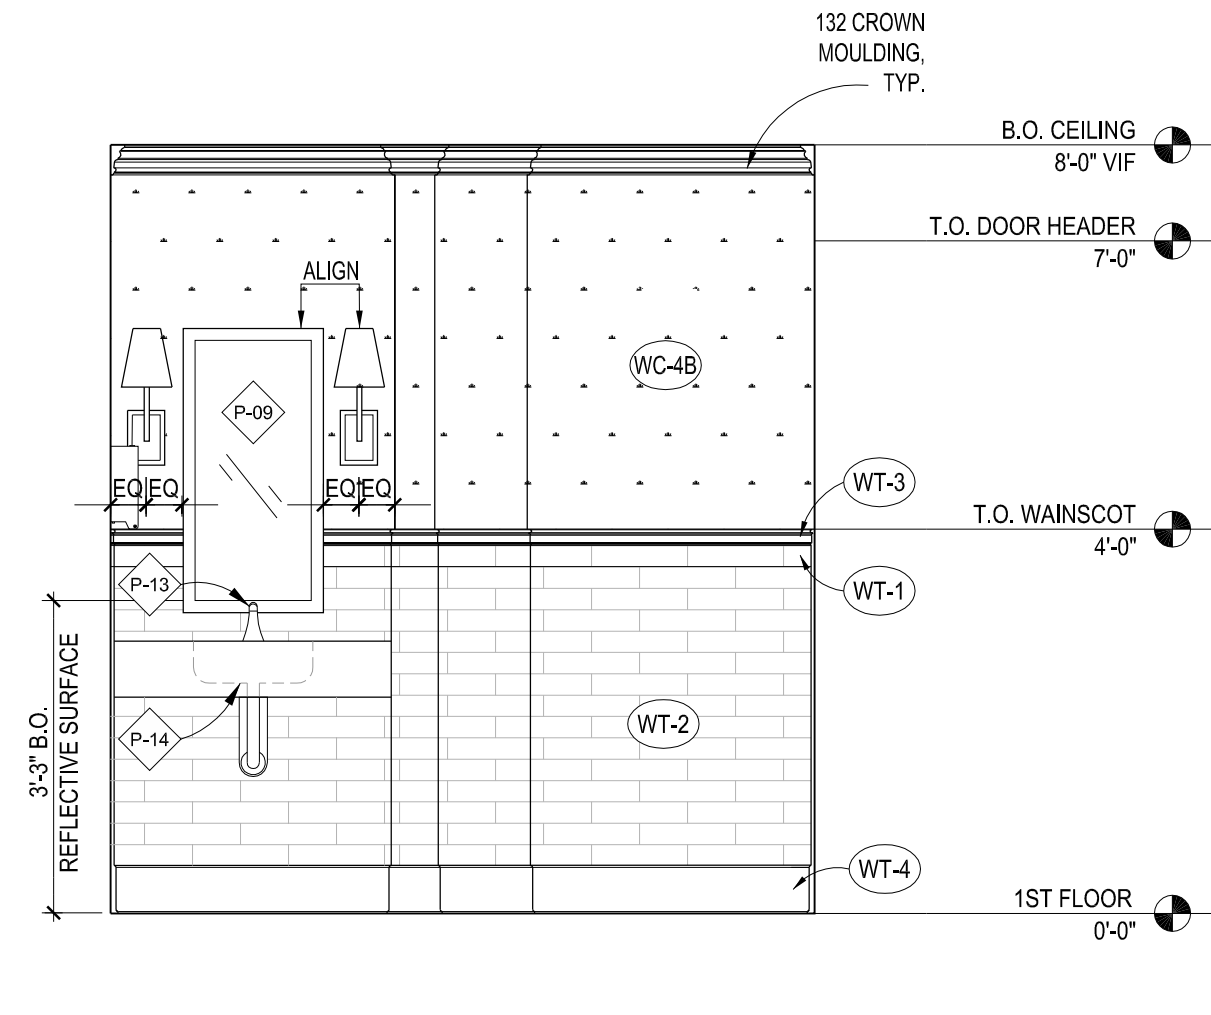 132 CROWN
MOULDING,
TYP.
B.O. CEILING
8'-0" VIF
T.O. DOOR HEADER
7'-0"
ALIGN
WC-4B
P-09
EQ EQ
EQ EQ
WT-3
T.O. WAINSCOT
4'-0"
P-13
WT-1
3'-3" B.O.
REFLECTIVE SURFACE
WT-2
P-14
WT-4
1ST FLOOR
0'-0"